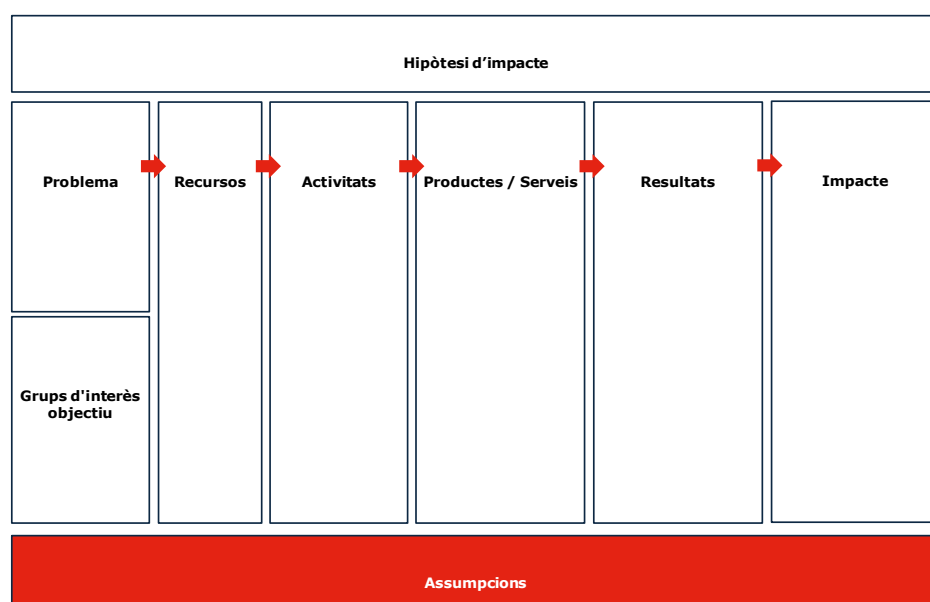 Hipòtesi d’impacte
Problema
Recursos
Activitats
Productes / Serveis
Resultats
Impacte
Grups d'interès
objectiu
Assumpcions